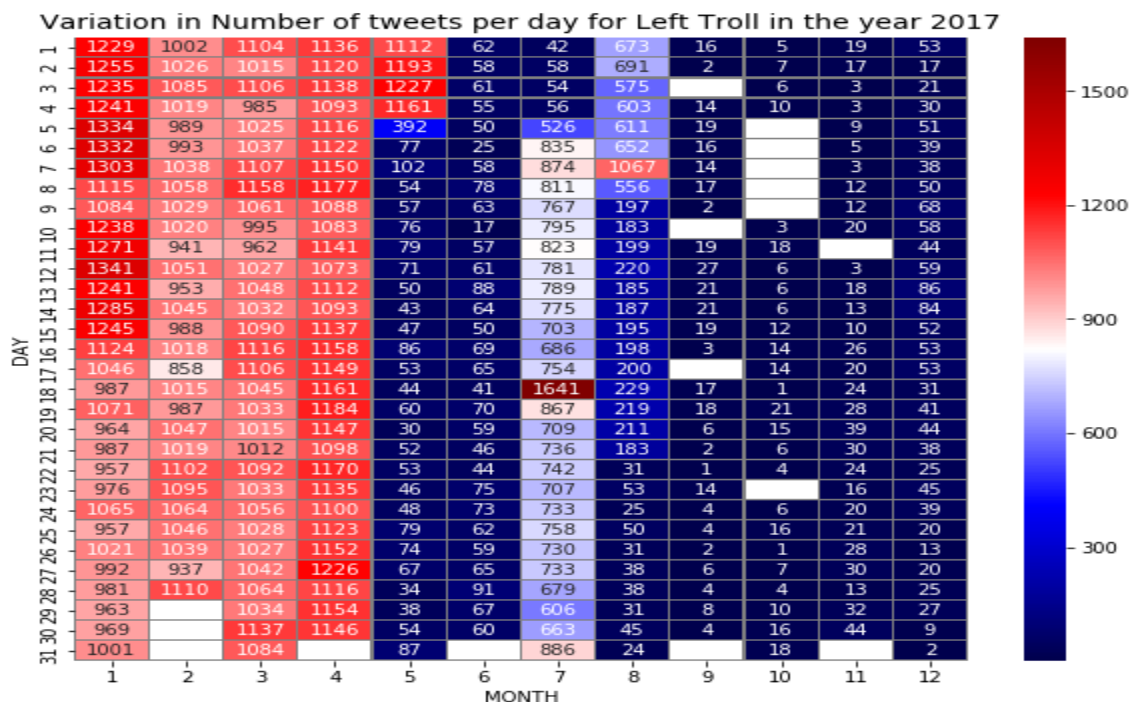 Variation in Number of tweets per day for Left Troll in the year 2017
1 1229 1002 1104 1136 1112 62 42 673 16 5 19 53
2 1255 1026 1015 1120 1193 58 58 691 2 7 17 17
3 1235 1085 1106 1138 1227 61 54 575 6 3 21
4 1241 1019 985 1093 1161 55 56 603 14 10 3 30
5 1334 989 1025 1116 392 50 526 611 19 9 51
6 1332 993 1037 1122 77 25 835 652 16 5 39
7 1303 1038 1107 1150 102 58 874 1067 14 3 38
8 1115 1058 1158 1177 54 78 811 556 17 12 50
9 1084 1029 1061 1088 57 63 767 197 2 12 68
10 1238 1020 995 1083 76 17 795 183 3 20 58
11 1271 941 962 1141 79 57 823 199 19 18 44
12 1341 1051 1027 1073 71 61 781 220 27 6 3 59
13 1241 953 1048 1112 50 88 789 185 21 6 18 86
14 1285 1045 1032 1093 43 64 775 187 21 6 13 84
15 1245 988 1090 1137 47 50 703 195 19 12 10 52
16 1124 1018 1116 1158 86 69 686 198 3 14 26 53
17 1046 858 1106 1149 53 65 754 200 14 20 53
18 987 1015 1045 1161 44 41 1641 229 17 1 24 31
19 1071 987 1033 1184 60 70 867 219 18 21 28 41
20 964 1047 1015 1147 30 59 709 211 6 15 39 44
21 987 1019 1012 1098 52 46 736 183 2 6 30 38
22 957 1102 1092 1170 53 44 742 31 1 4 24 25
23 976 1095 1033 1135 46 75 707 53 14 16 45
24 1065 1064 1056 1100 48 73 733 25 4 6 20 39
25 957 1046 1028 1123 79 62 758 50 4 16 21 20
26 1021 1039 1027 1152 74 59 730 31 2 1 28 13
27 992 937 1042 1226 67 65 733 38 6 7 30 20
28 981 1110 1064 1116 34 91 679 38 4 4 13 25
29 963 1034 1154 38 67 606 31 8 10 32 27
30 969 1137 1146 54 60 663 45 4 16 44 9
31 1001 1084 87 886 24 18 2
1 2 3 4 5 6 7 8 9 10 11 12
MONTH
DAY
1500
1200
900
600
300